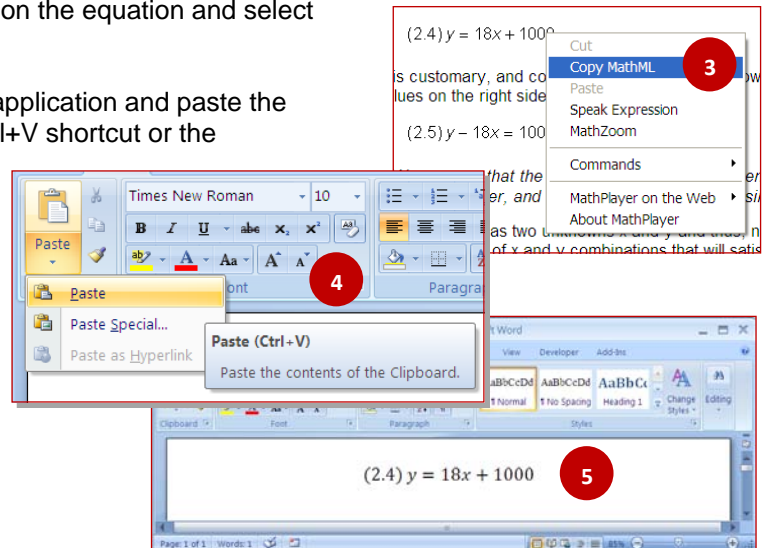 on the equation and select
application and paste the
l+V shortcut or the
(2.4) y = 18x + 100
is customary, and co
lues on the right side
(2.5) y – 18x = 100
that the
er, and
as two unknowns x and y and thus, n
of x and y combinations that will satis
Cut
Copy MathML
3
Paste
Speak Expression
MathZoom
Commands
MathPlayer on the Web
About MathPlayer
Paste
Times New Roman
10
B I U abe x₂ x²
ab A Aa A A
ont
Paragra
4
Paste
Paste Special...
Paste as Hyperlink
Paste (Ctrl+V)
Paste the contents of the Clipboard.
t Word
View Developer Add-Ins
AaBbCcDd AaBbCcDd AaBbC
¶ Normal ¶ No Spacing Heading 1
Change Styles
Editing
Clipboard Font Paragraph Styles
(2.4) y = 18x + 1000
5
Page: 1 of 1 Words: 1
85%